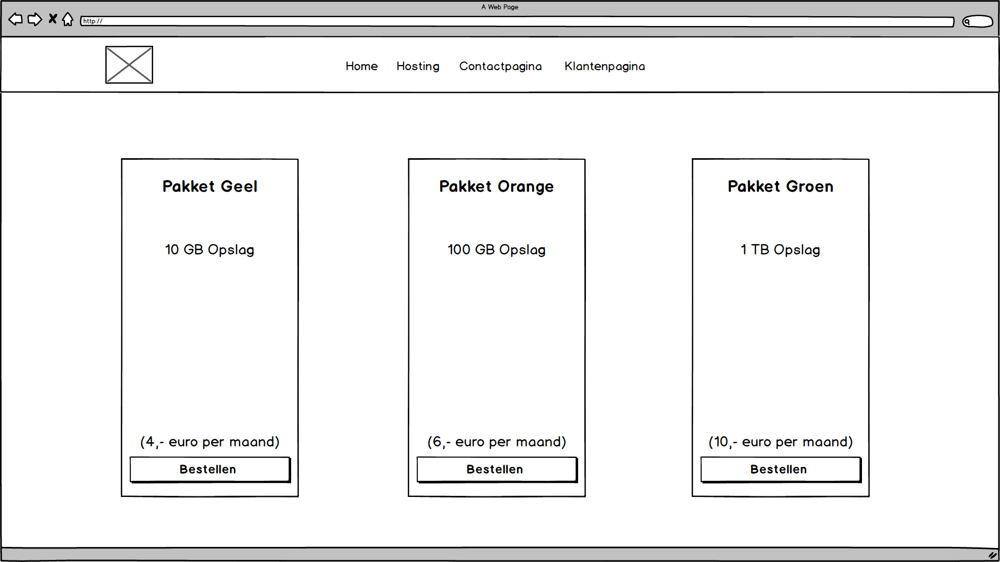 A Web Page
http://
Home Hosting Contactpagina Klantenpagina
Pakket Geel
10 GB Opslag
(4,- euro per maand)
Bestellen
Pakket Orange
100 GB Opslag
(6,- euro per maand)
Bestellen
Pakket Groen
1 TB Opslag
(10,- euro per maand)
Bestellen